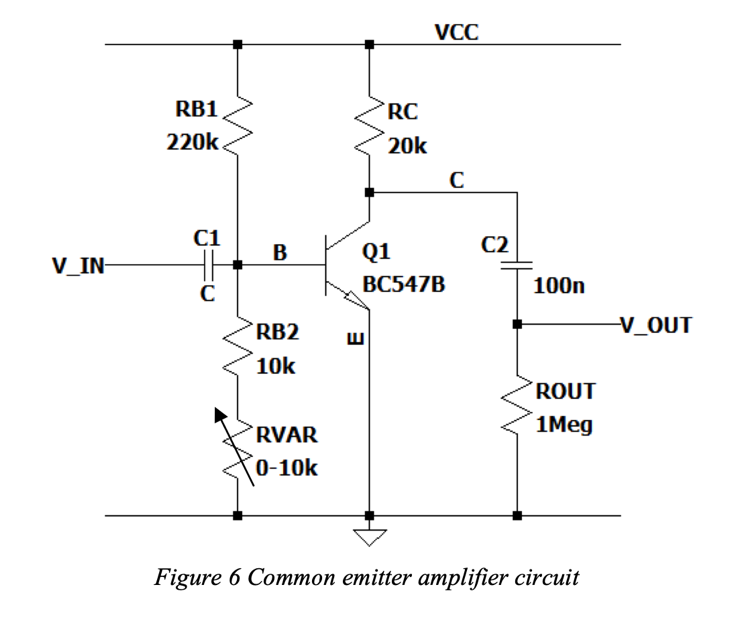 VCC
RB1
220k
RC
20k
C
C1
V_IN
C
B
Q1
BC547B
E
C2
100n
V_OUT
RB2
10k
RVAR
0-10k
ROUT
1Meg
Figure 6 Common emitter amplifier circuit